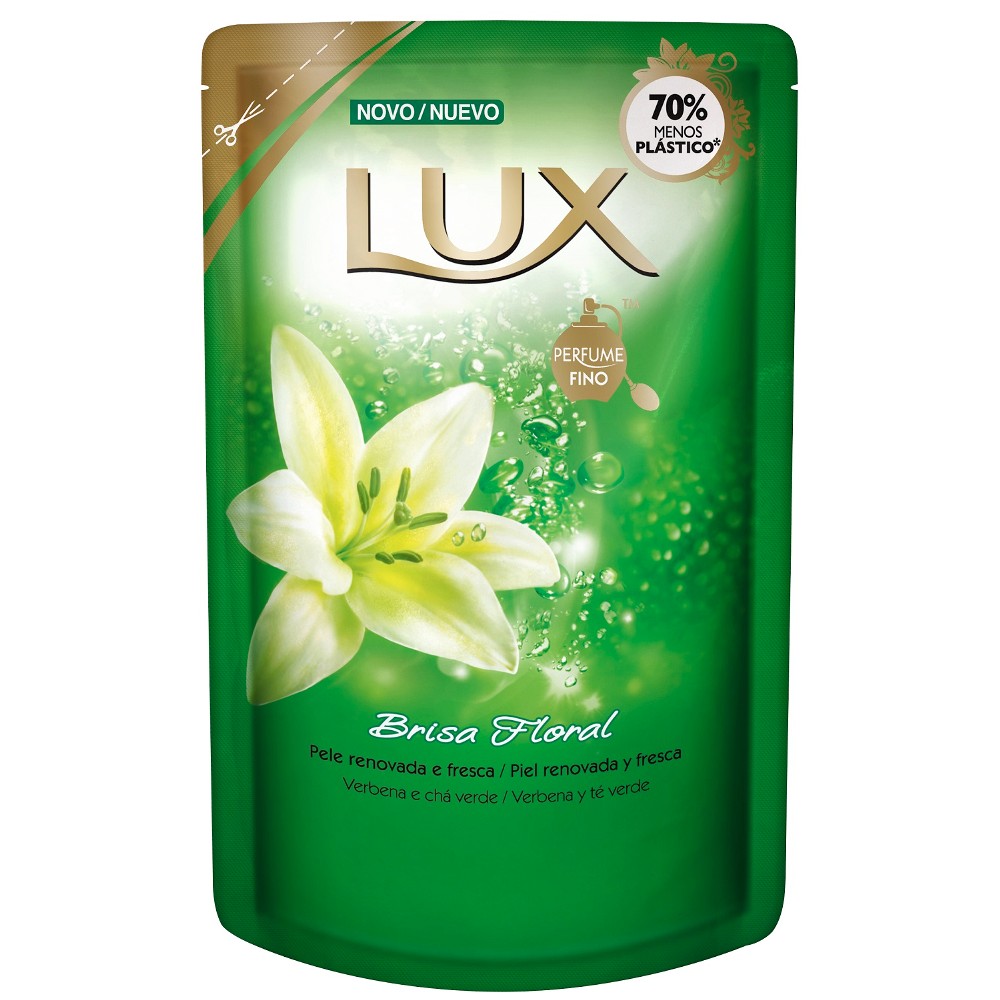 NOVO / NUEVO
70%
MENOS
PLÁSTICO*
LUX
TM
PERFUME
FINO
Brisa Floral
Pele renovada e fresca / Piel renovada y fresca
Verbena e chá verde / Verbena y té verde